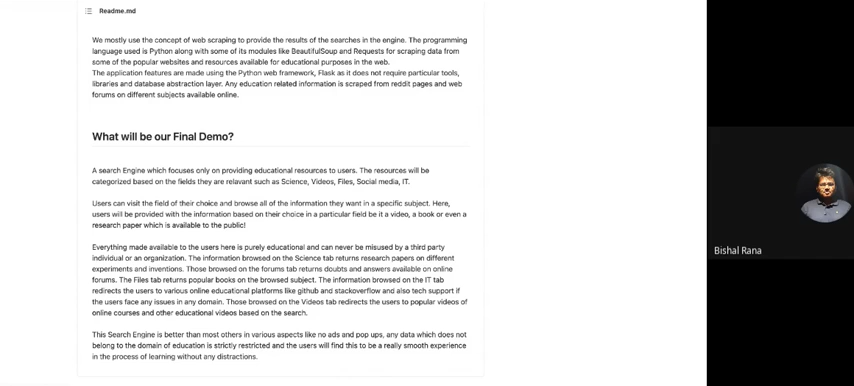 Readme.md
We mostly use the concept of web scraping to provide the results of the searches in the engine. The programming
language used is Python along with some of its modules like BeautifulSoup and Requests for scraping data from
some of the popular websites and resources available for educational purposes in the web.
The application features are made using the Python web framework, Flask as it does not require particular tools,
libraries and database abstraction layer. Any education related information is scraped from reddit pages and web
forums on different subjects available online.
What will be our Final Demo?
A search Engine which focuses only on providing educational resources to users. The resources will be
categorized based on the fields they are relavant such as Science, Videos, Files, Social media, IT.
Users can visit the field of their choice and browse all of the information they want in a specific subject. Here,
users will be provided with the information based on their choice in a particular field be it a video, a book or even a
research paper which is available to the public!
Everything made available to the users here is purely educational and can never be misused by a third party
individual or an organization. The information browsed on the Science tab returns research papers on different
experiments and inventions. Those browsed on the forums tab returns doubts and answers available on online
forums. The Files tab returns popular books on the browsed subject. The information browsed on the IT tab
redirects the users to various online educational platforms like github and stackoverflow and also tech support if
the users face any issues in any domain. Those browsed on the Videos tab redirects the users to popular videos of
online courses and other educational videos based on the search.
This Search Engine is better than most others in various aspects like no ads and pop ups, any data which does not
belong to the domain of education is strictly restricted and the users will find this to be a really smooth experience
in the process of learning without any distractions.
Bishal Rana